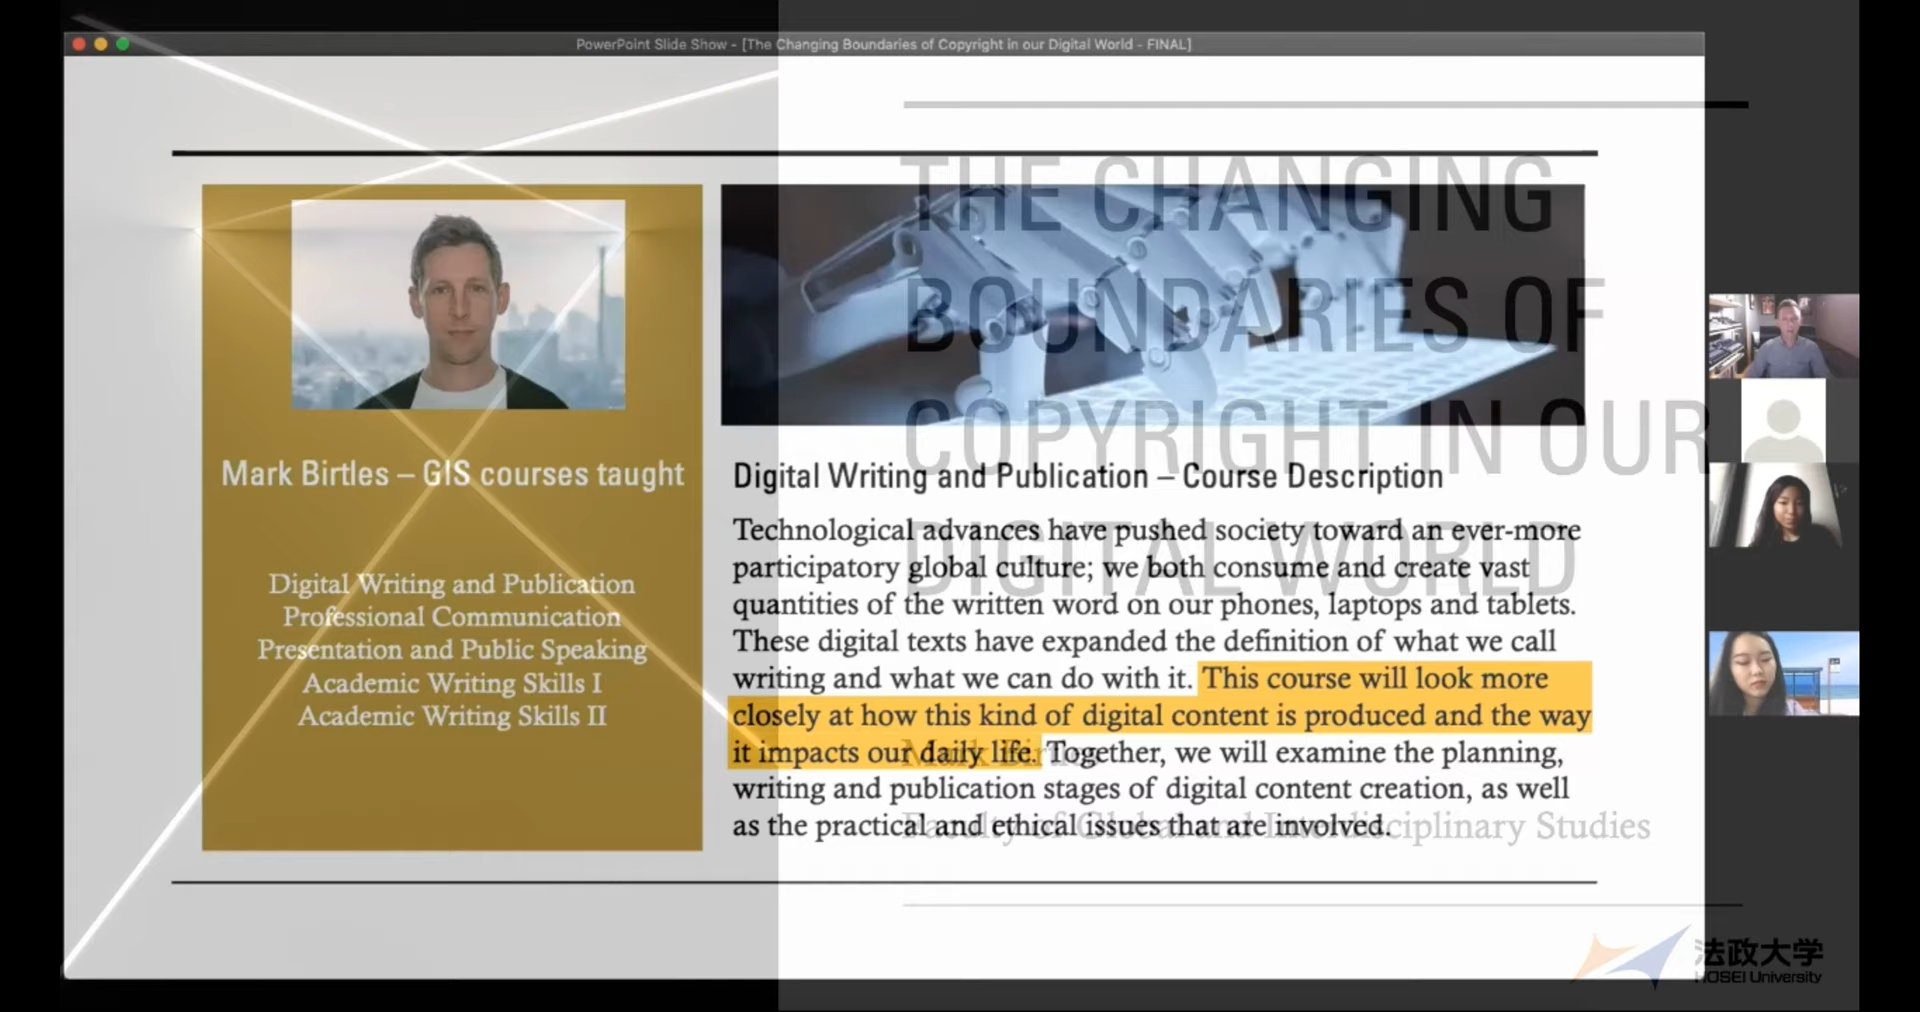 PowerPoint Slide Show - [The Changing Boundaries of Copyright in our Digital World - FINAL]
THE CHANGING
BOUNDARIES OF
COPYRIGHT IN OUR
DIGITAL WORLD
Mark Birtles
Faculty of Global and Interdisciplinary Studies
Mark Birtles – GIS courses taught
Digital Writing and Publication
Professional Communication
Presentation and Public Speaking
Academic Writing Skills I
Academic Writing Skills II
Digital Writing and Publication – Course Description
Technological advances have pushed society toward an ever-more
participatory global culture; we both consume and create vast
quantities of the written word on our phones, laptops and tablets.
These digital texts have expanded the definition of what we call
writing and what we can do with it. This course will look more
closely at how this kind of digital content is produced and the way
it impacts our daily life. Together, we will examine the planning,
writing and publication stages of digital content creation, as well
as the practical and ethical issues that are involved.
法政大学
HOSEI University